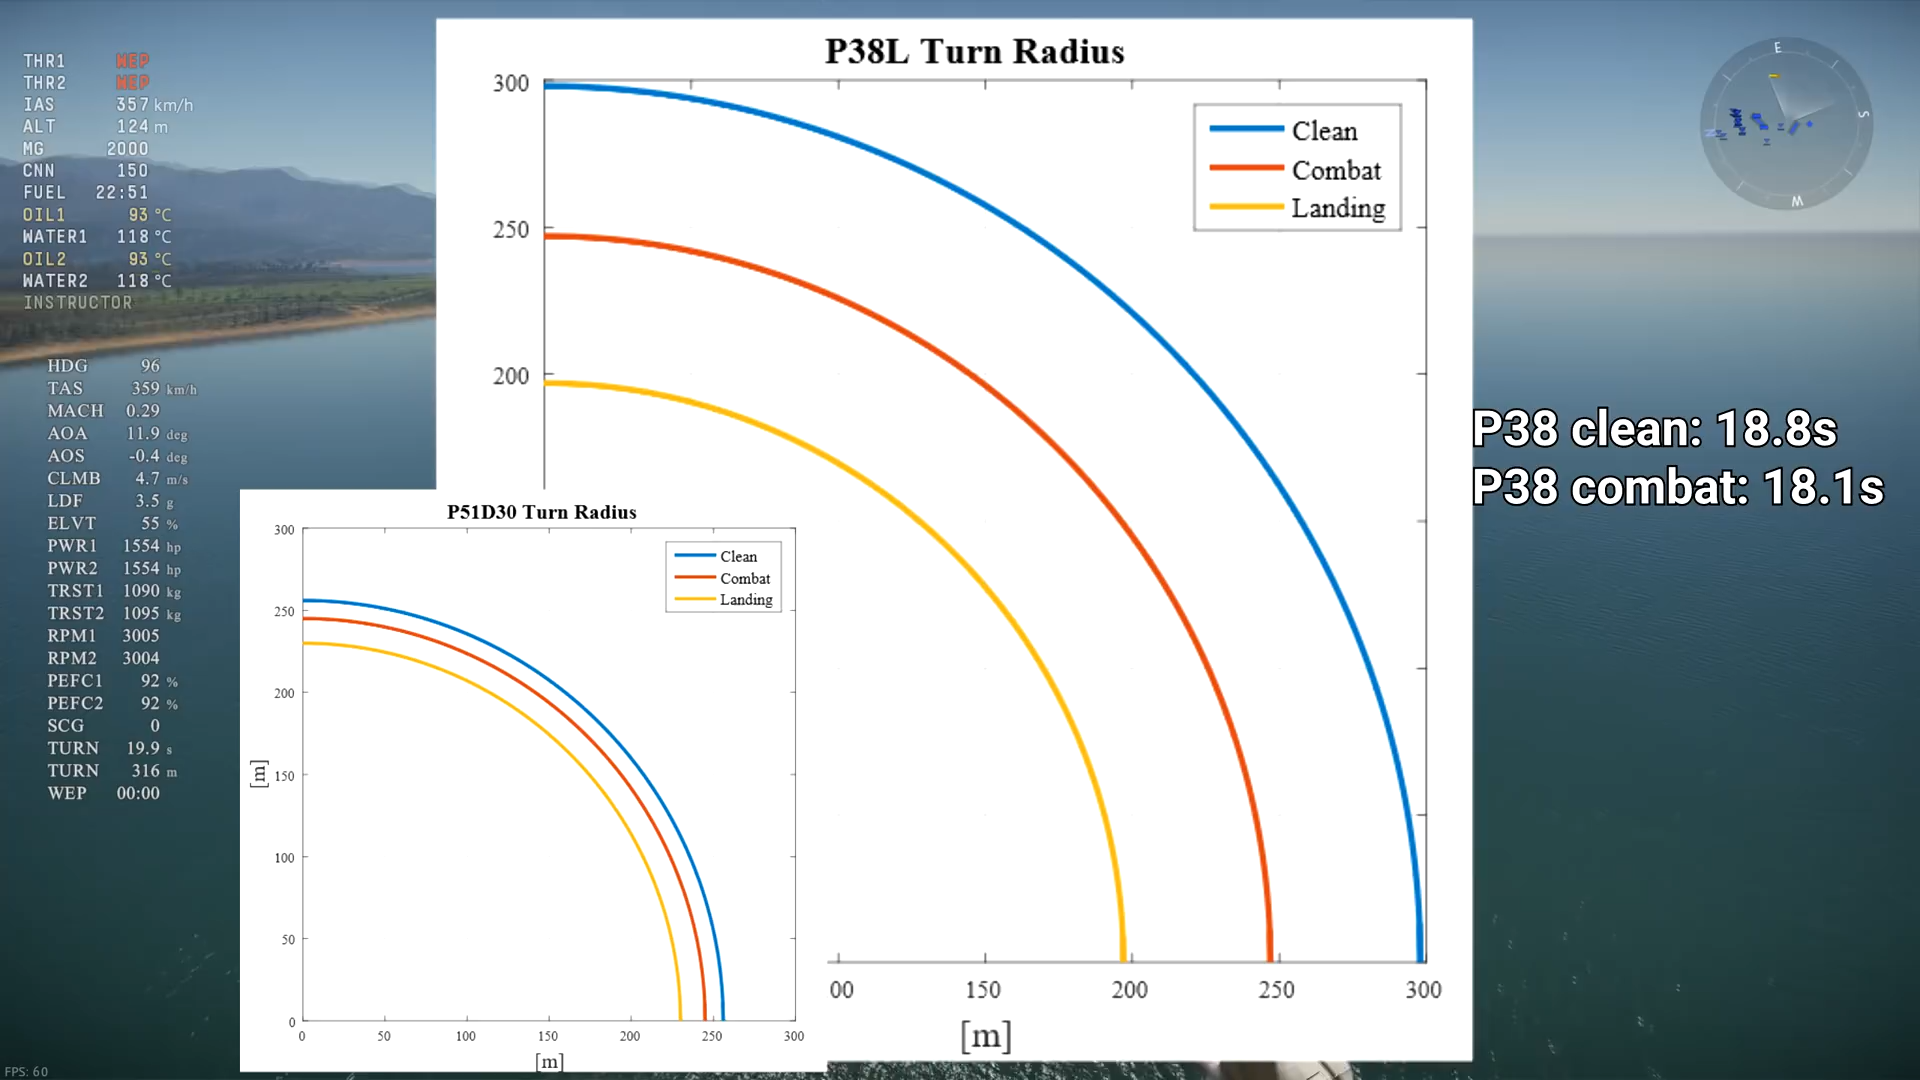 THR1 WEP
THR2 WEP
IAS 357 km/h
ALT 124 m
MG 2000
CNN 150
FUEL 22:51
OIL1 93 °C
WATER1 118 °C
OIL2 93 °C
WATER2 118 °C
INSTRUCTOR
HDG 96
TAS 359 km/h
MACH 0.29
AOA 11.9 deg
AOS -0.4 deg
CLMB 4.7 m/s
LDF 3.5 g
ELVT 55 %
PWR1 1554 hp
PWR2 1554 hp
TRST1 1090 kg
TRST2 1095 kg
RPM1 3005
RPM2 3004
PEFC1 92 %
PEFC2 92 %
SCG 0
TURN 19.9 s
TURN 316 m
WEP 00:00
FPS: 60
P38L Turn Radius
300
250
200
Clean
Combat
Landing
00 150 200 250 300
[m]
P51D30 Turn Radius
300
250
200
150
100
50
0
[m]
Clean
Combat
Landing
0 50 100 150 200 250 300
[m]
E
S
W
P38 clean: 18.8s
P38 combat: 18.1s